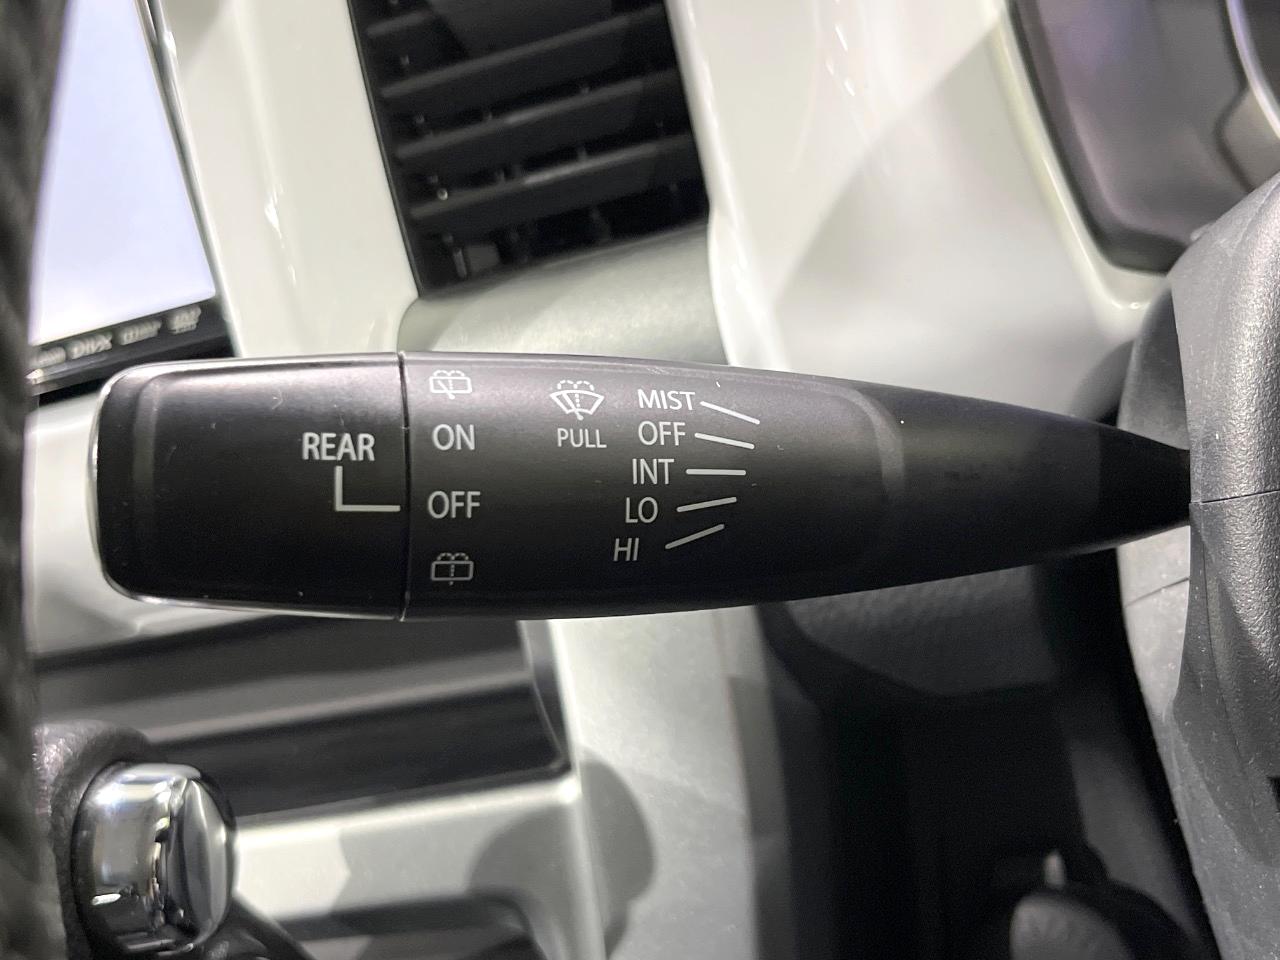 REAR
ON
OFF
PULL
MIST
OFF
INT
LO
HI